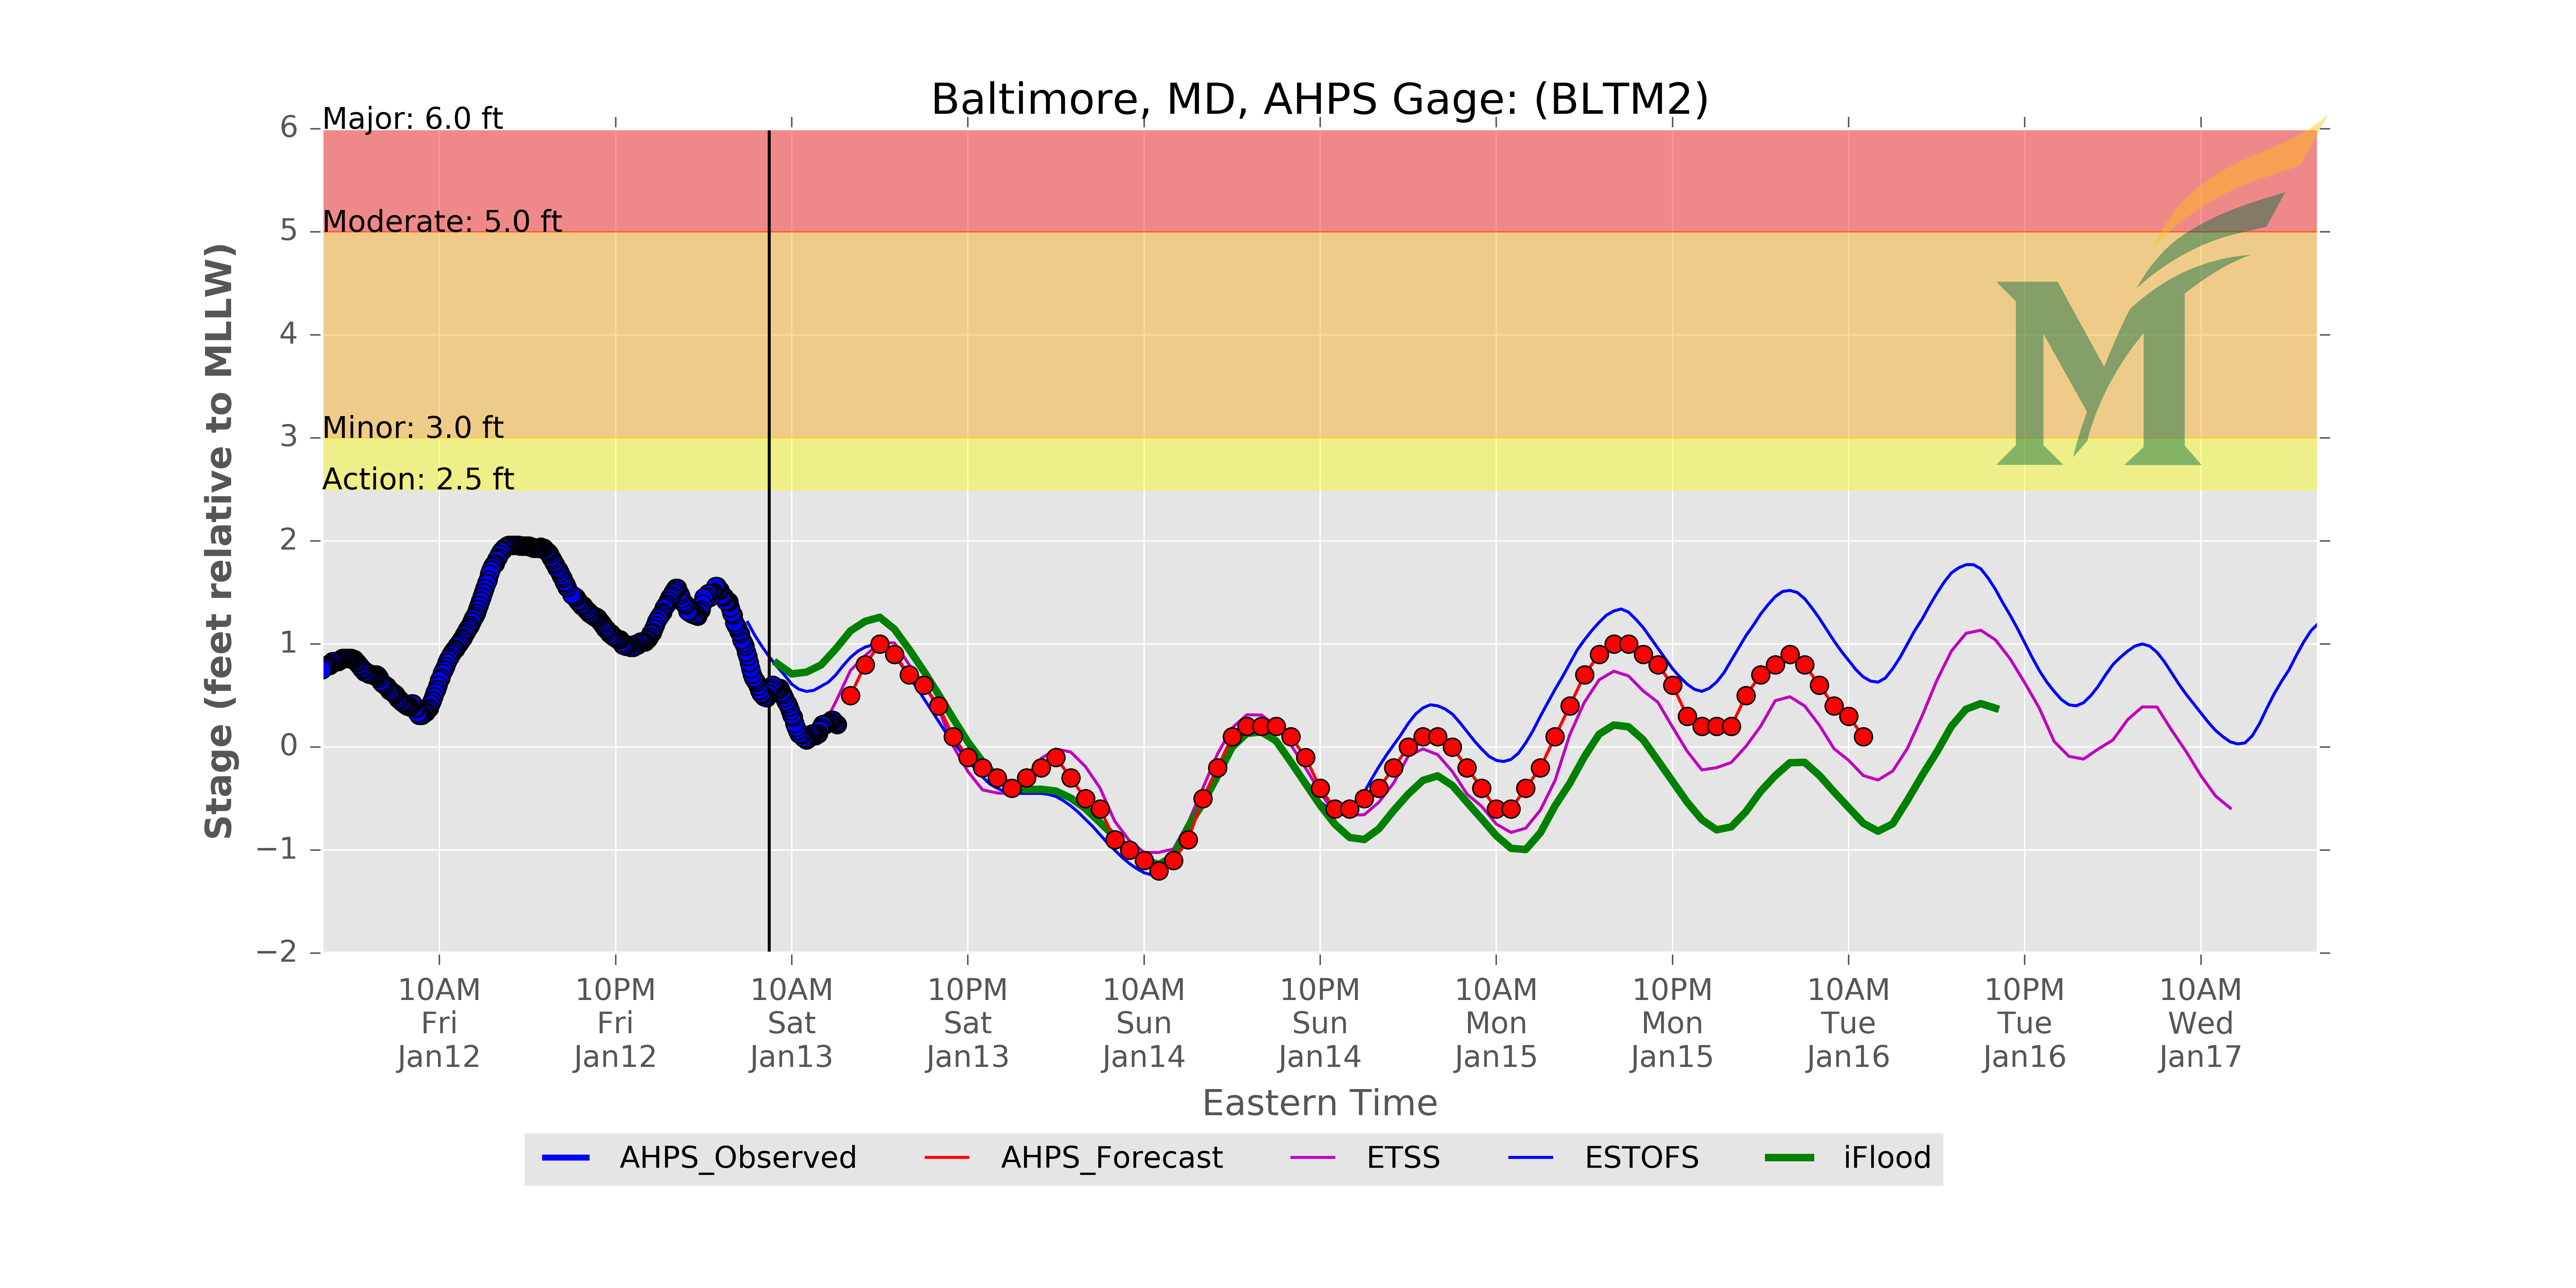 Baltimore, MD, AHPS Gage: (BLTM2)
Major: 6.0 ft
Moderate: 5.0 ft
Minor: 3.0 ft
Action: 2.5 ft
Stage (feet relative to MLLW)
6
5
4
3
2
1
0
−1
−2
10AM 10PM 10AM 10PM 10AM 10PM 10AM 10PM 10AM 10PM 10AM
Fri Fri Sat Sat Sun Sun Mon Mon Tue Tue Wed
Jan12 Jan12 Jan13 Jan13 Jan14 Jan14 Jan15 Jan15 Jan16 Jan16 Jan17
Eastern Time
AHPS_Observed AHPS_Forecast ETSS ESTOFS iFlood
M